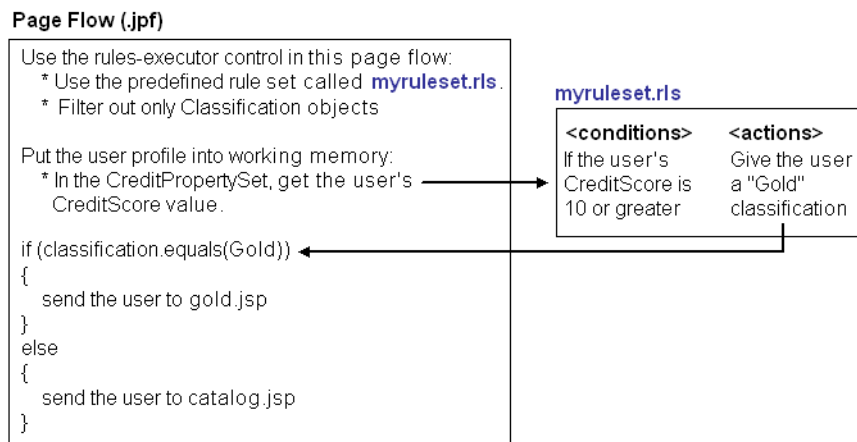 Page Flow (.jpf)
Use the rules-executor control in this page flow:
* Use the predefined rule set called myruleset.rls.
* Filter out only Classification objects
Put the user profile into working memory:
* In the CreditPropertySet, get the user's
CreditScore value.
if (classification.equals(Gold))
{
send the user to gold.jsp
}
else
{
send the user to catalog.jsp
}
myruleset.rls
<conditions>
If the user's
CreditScore is
10 or greater
<actions>
Give the user
a "Gold"
classification